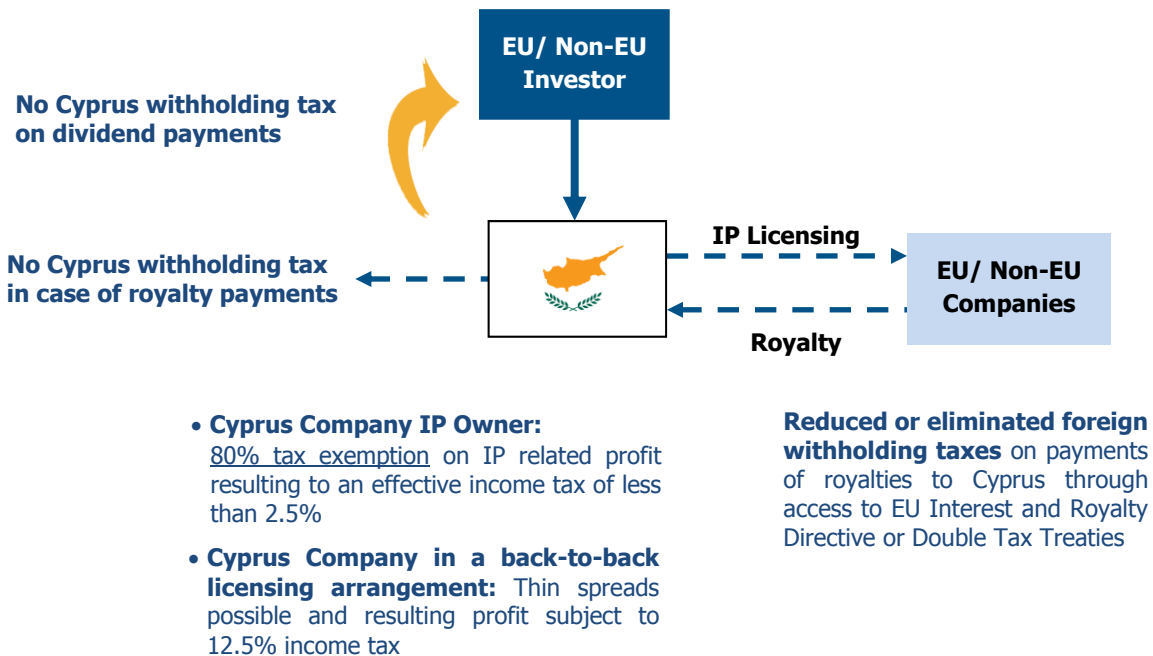 EU/ Non-EU
Investor
No Cyprus withholding tax
on dividend payments
IP Licensing
No Cyprus withholding tax
in case of royalty payments
EU/ Non-EU
Companies
Royalty
• Cyprus Company IP Owner:
80% tax exemption on IP related profit
resulting to an effective income tax of less
than 2.5%
• Cyprus Company in a back-to-back
licensing arrangement: Thin spreads
possible and resulting profit subject to
12.5% income tax
Reduced or eliminated foreign
withholding taxes on payments
of royalties to Cyprus through
access to EU Interest and Royalty
Directive or Double Tax Treaties